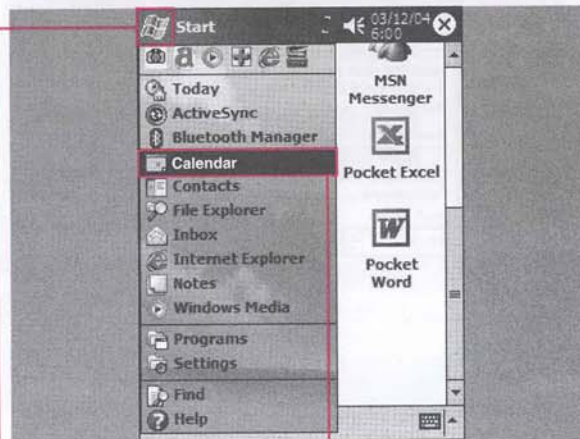 Start
03/12/04
6:00
Today
ActiveSync
Bluetooth Manager
Calendar
Contacts
File Explorer
Inbox
Internet Explorer
Notes
Windows Media
Programs
Settings
Find
Help
MSN
Messenger
Pocket Excel
Pocket
Word